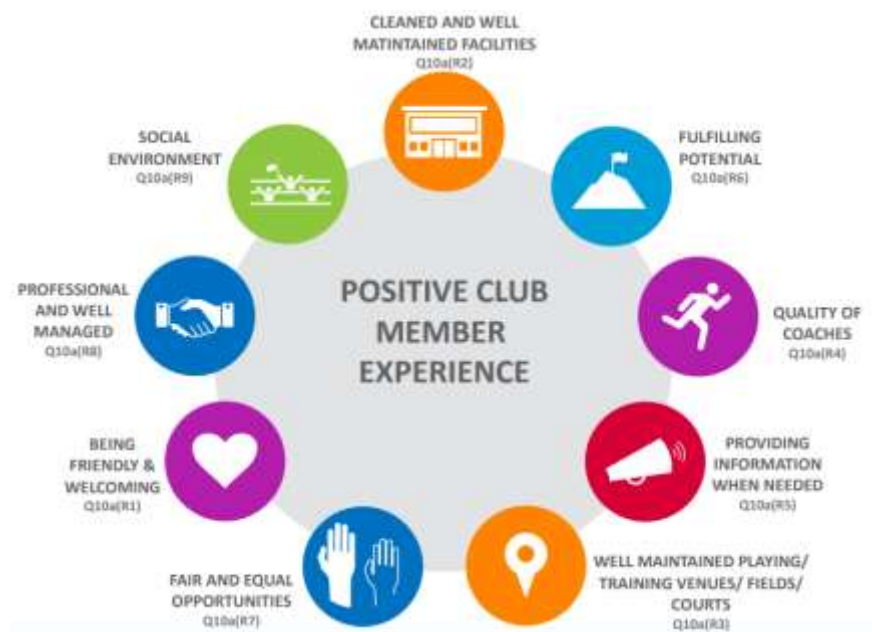 CLEANED AND WELL
MATINTAINED FACILITIES
Q10a(R2)
FULFILLING
POTENTIAL
Q10a(R6)
QUALITY OF
COACHES
Q10a(R4)
PROVIDING
INFORMATION
WHEN NEEDED
Q10a(R5)
WELL MAINTAINED PLAYING/
TRAINING VENUES/ FIELDS/
COURTS
Q10a(R3)
FAIR AND EQUAL
OPPORTUNITIES
Q10a(R7)
BEING
FRIENDLY &
WELCOMING
Q10a(R1)
PROFESSIONAL
AND WELL
MANAGED
Q10a(R8)
SOCIAL
ENVIRONMENT
Q10a(R9)
POSITIVE CLUB
MEMBER
EXPERIENCE